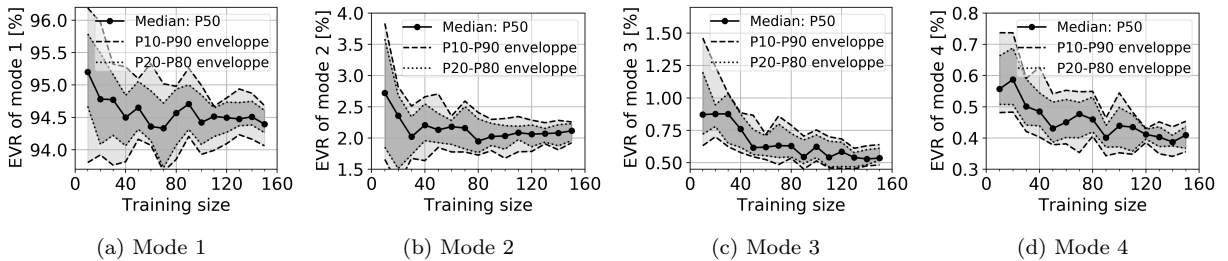 EVR of mode 1 [%]
96.0
95.5
95.0
94.5
94.0
Median: P50
P10-P90 enveloppe
P20-P80 enveloppe
0 40 80 120 160
Training size
(a) Mode 1
EVR of mode 2 [%]
4.0
3.5
3.0
2.5
2.0
1.5
Median: P50
P10-P90 enveloppe
P20-P80 enveloppe
0 40 80 120 160
Training size
(b) Mode 2
EVR of mode 3 [%]
1.50
1.25
1.00
0.75
0.50
Median: P50
P10-P90 enveloppe
P20-P80 enveloppe
0 40 80 120 160
Training size
(c) Mode 3
EVR of mode 4 [%]
0.8
0.7
0.6
0.5
0.4
0.3
Median: P50
P10-P90 enveloppe
P20-P80 enveloppe
0 40 80 120 160
Training size
(d) Mode 4